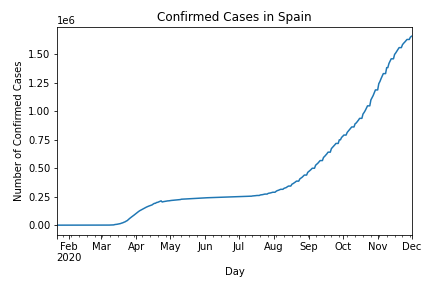 Confirmed Cases in Spain
1e6
Number of Confirmed Cases
1.50
1.25
1.00
0.75
0.50
0.25
0.00
Feb Mar Apr May Jun Jul Aug Sep Oct Nov Dec
2020
Day